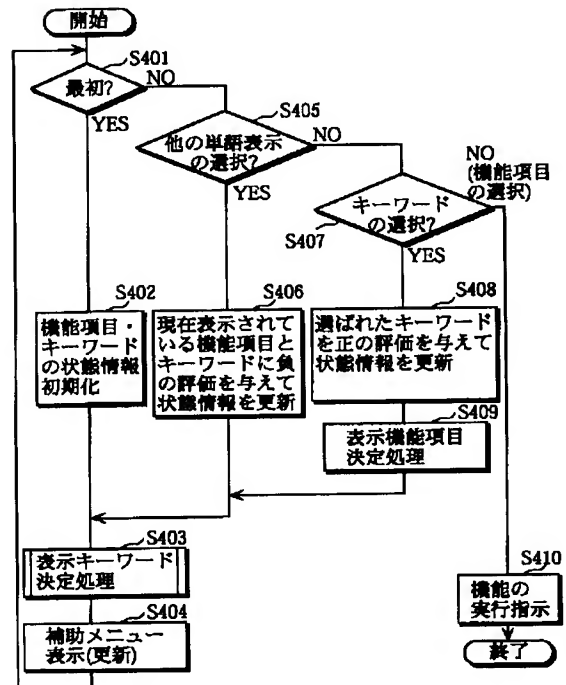 開始
S401
最初?
NO
YES
S405
他の単語表示
の選択?
NO
YES
NO
(機能項目
の選択)
キーワード
の選択?
S407
YES
S402
機能項目・
キーワード
の状態情報
初期化
S406
現在表示されて
いる機能項目と
キーワードに負
の評価を与えて
状態情報を更新
S408
選ばれたキーワード
を正の評価を与えて
状態情報を更新
S409
表示機能項目
決定処理
S403
表示キーワード
決定処理
S404
補助メニュー
表示(更新)
S410
機能の
実行指示
終了